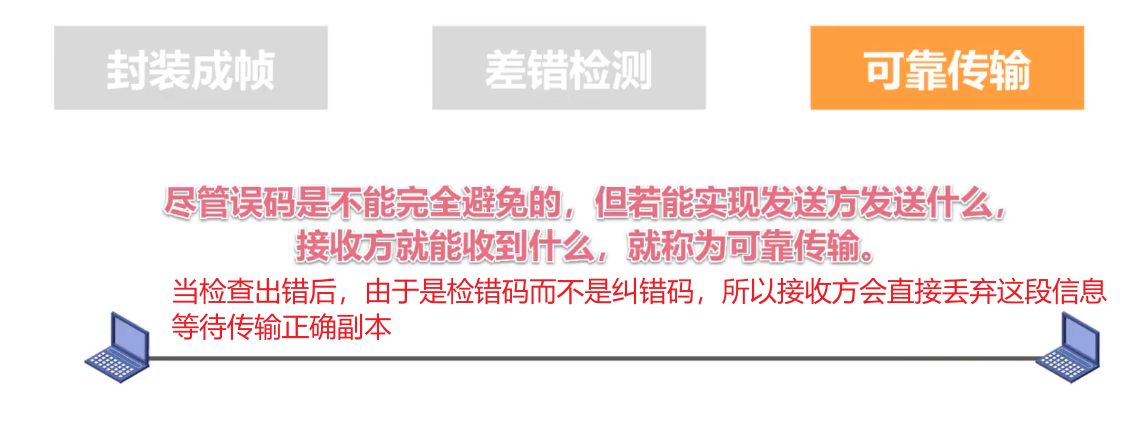 封装成帧
差错检测
可靠传输
尽管误码是不能完全避免的，但若能实现发送方发送什么，
接收方就能收到什么，就称为可靠传输。
当检查出错后，由于是检错码而不是纠错码，所以接收方会直接丢弃这段信息
等待传输正确副本